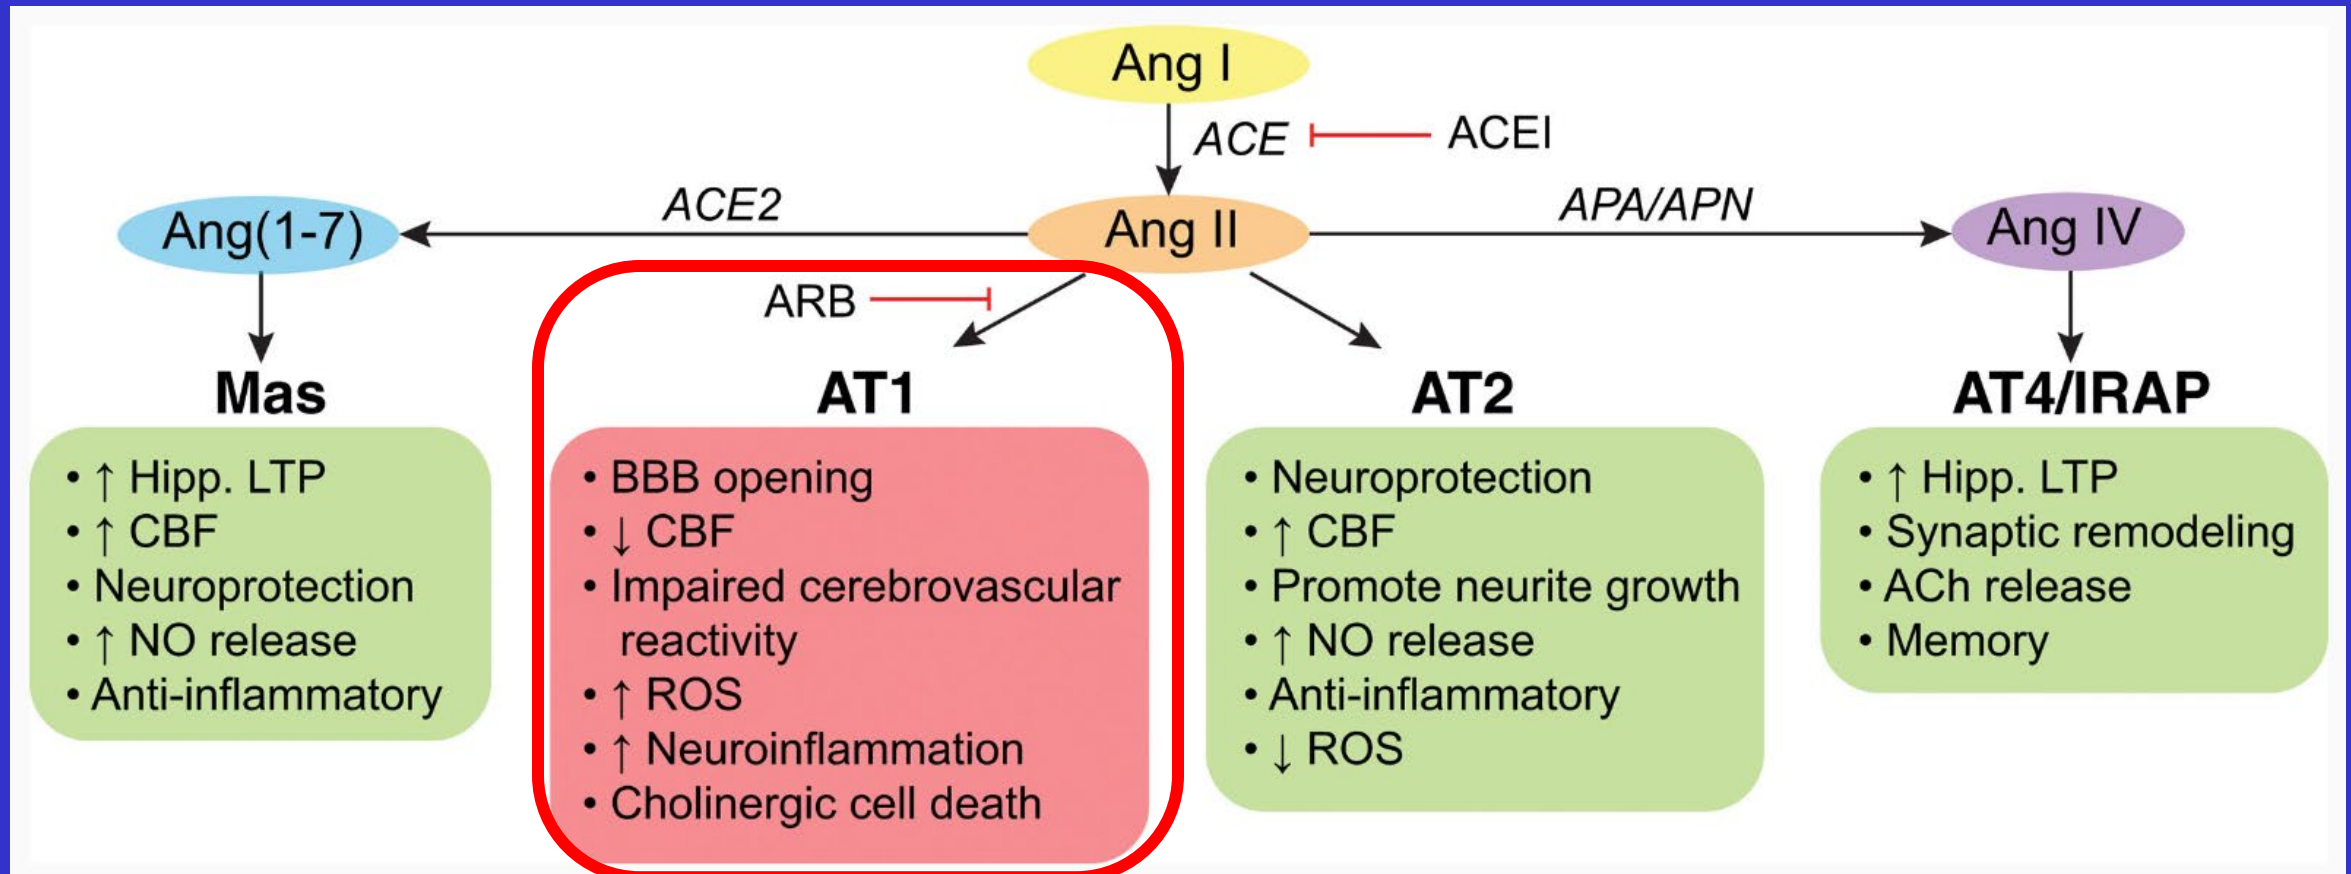 Ang I
ACE
ACEI
Ang(1-7)
ACE2
Ang II
APA/APN
Ang IV
ARB
Mas
• ↑ Hipp. LTP
• ↑ CBF
• Neuroprotection
• ↑ NO release
• Anti-inflammatory
AT1
• BBB opening
• ↓ CBF
• Impaired cerebrovascular
reactivity
• ↑ ROS
• ↑ Neuroinflammation
• Cholinergic cell death
AT2
• Neuroprotection
• ↑ CBF
• Promote neurite growth
• ↑ NO release
• Anti-inflammatory
• ↓ ROS
AT4/IRAP
• ↑ Hipp. LTP
• Synaptic remodeling
• ACh release
• Memory